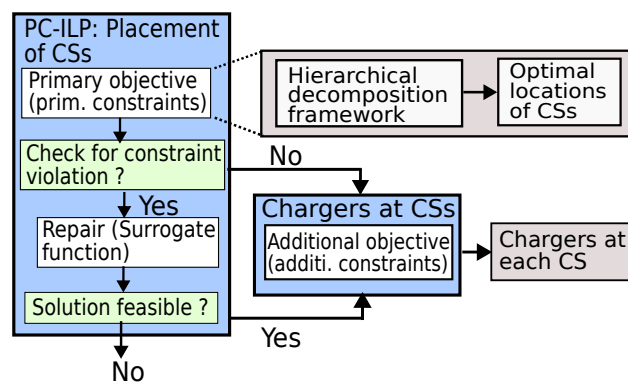 PC-ILP: Placement
of CSs
Primary objective
(prim. constraints)
Hierarchical
decomposition
framework
Optimal
locations
of CSs
Check for constraint
violation ?
No
Yes
Repair (Surrogate
function)
Chargers at CSs
Additional objective
(additi. constraints)
Chargers at
each CS
Solution feasible ?
Yes
No